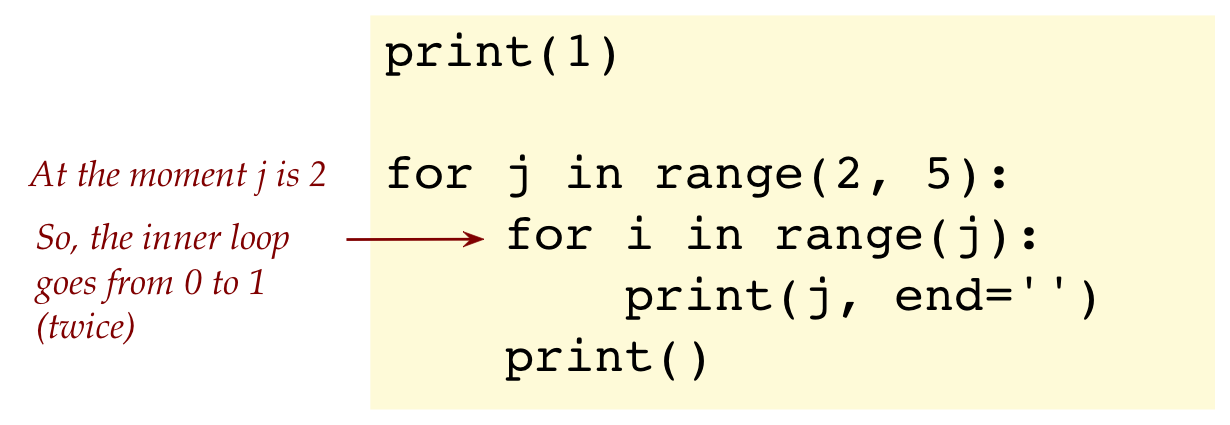 print(1)
At the moment j is 2
for j in range(2, 5):
So, the inner loop
goes from 0 to 1
(twice)
for i in range(j):
print(j, end='')
print()